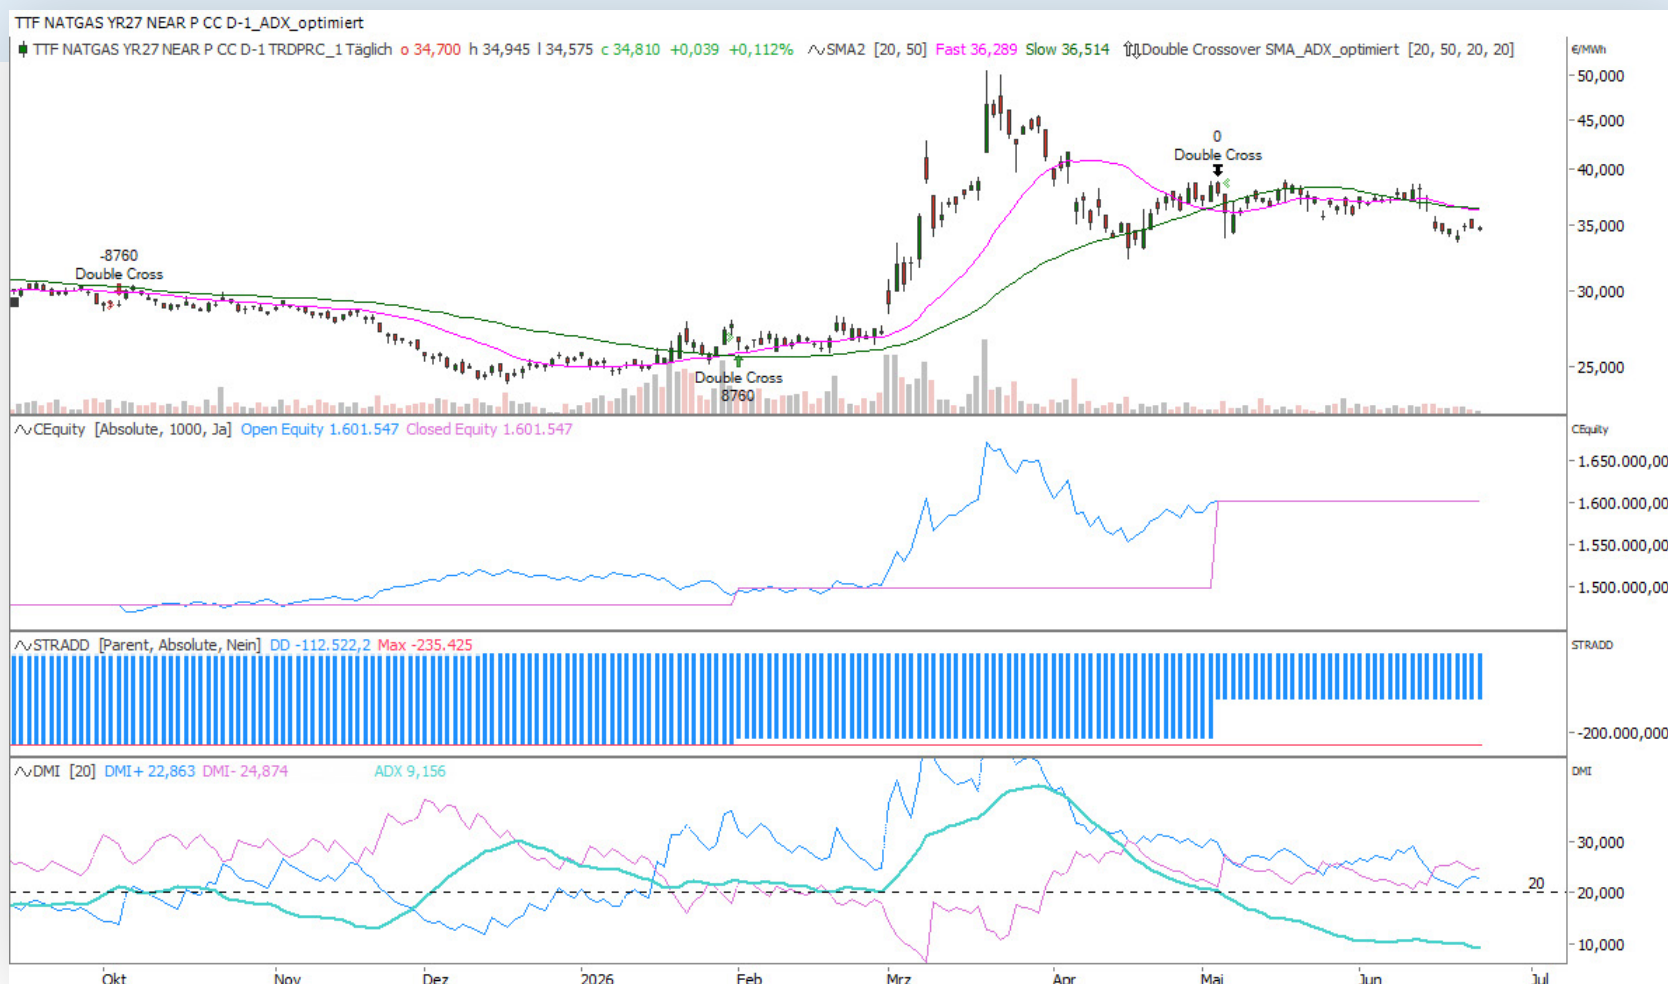 TTF NATGAS YR27 NEAR P CC D-1_ADX_optimiert
TTF NATGAS YR27 NEAR P CC D-1 TRDPRC_1 Täglich o 34,700 h 34,945 l 34,575 c 34,810 +0,039 +0,112% SMA2 [20, 50] Fast 36,289 Slow 36,514 Double Crossover SMA_ADX_optimiert [20, 50, 20, 20]
€/MWh
50,000
45,000
40,000
35,000
30,000
25,000
0
Double Cross
-8760
Double Cross
Double Cross
8760
CEquity [Absolute, 1000, Ja] Open Equity 1.601.547 Closed Equity 1.601.547
CEquity
1.650.000,00
1.600.000,00
1.550.000,00
1.500.000,00
STRADD [Parent, Absolute, Nein] DD -112.522,2 Max -235.425
STRADD
-200.000,000
DMI [20] DMI+ 22,863 DMI- 24,874 ADX 9,156
DMI
30,000
20
20,000
10,000
Okt Nov Dez 2026 Feb Mrz Apr Mai Jun Jul